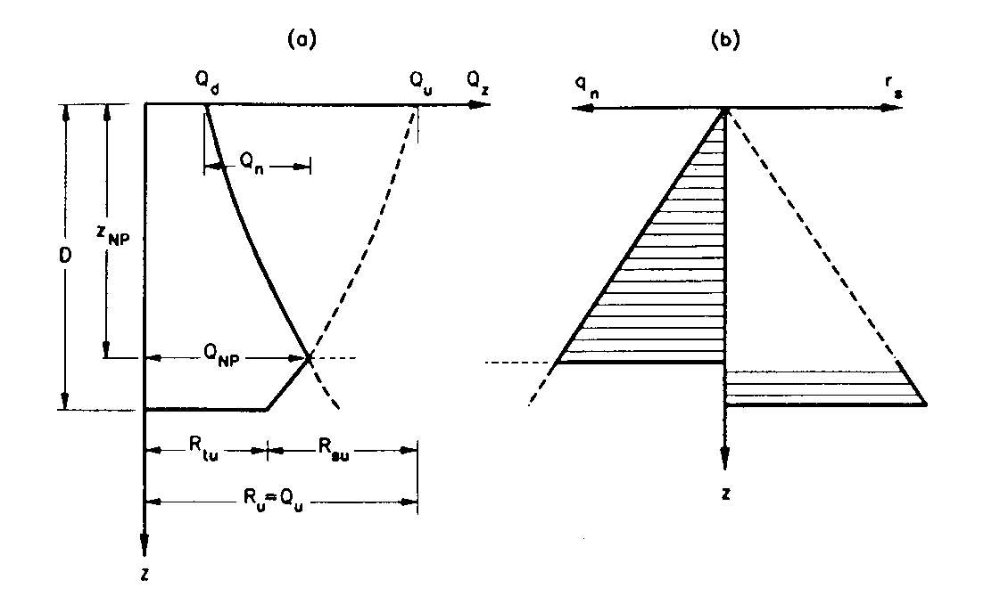 (a) (b)
Q_d Q_u Q_z q_n r_s
Q_n
z_NP
D
Q_NP
R_tu R_su
z
R_u=Q_u
z